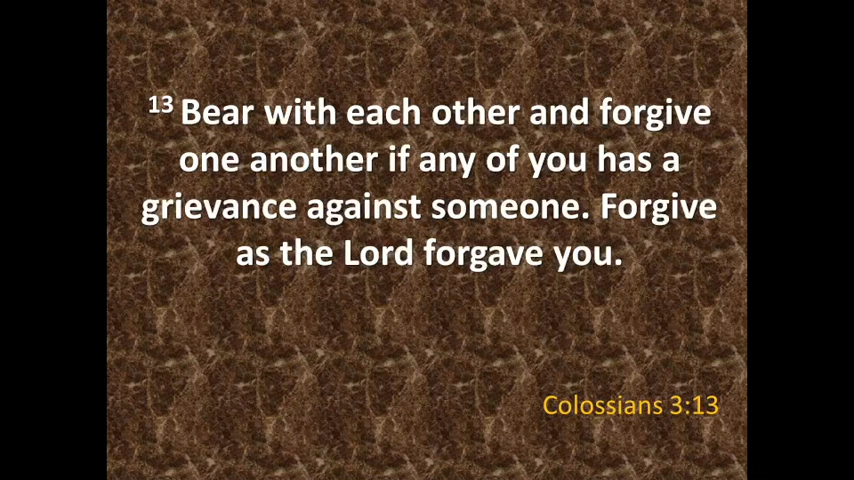 13 Bear with each other and forgive
one another if any of you has a
grievance against someone. Forgive
as the Lord forgave you.
Colossians 3:13